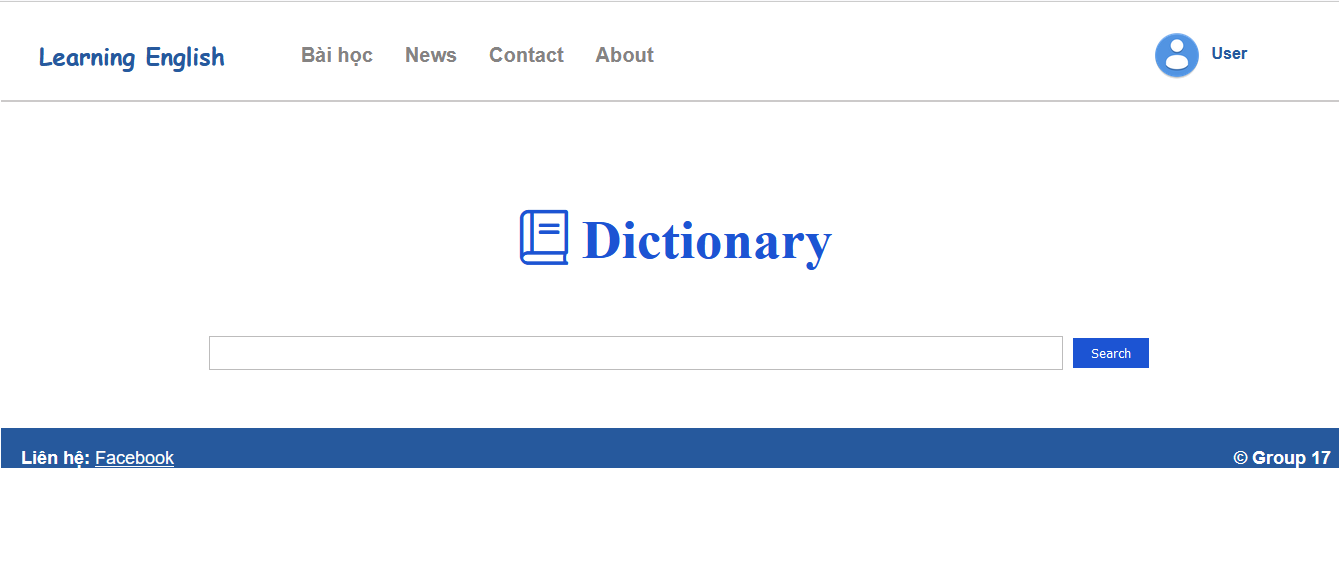 Learning English Bài học News Contact About User
Dictionary
Search
Liên hệ: Facebook © Group 17